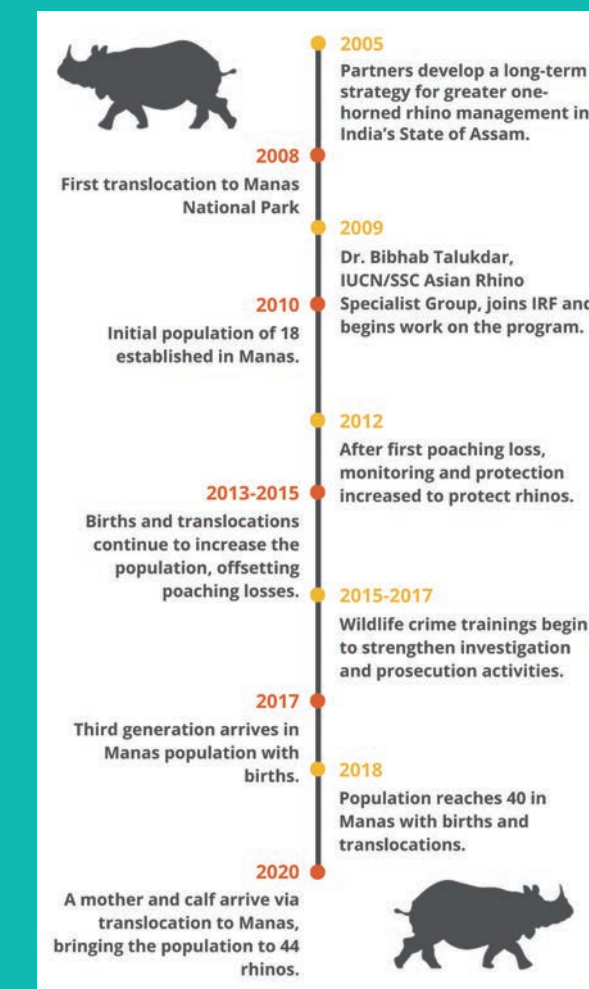 2005
Partners develop a long-term
strategy for greater one-
horned rhino management in
India's State of Assam.
2008
First translocation to Manas
National Park
2009
Dr. Bibhab Talukdar,
IUCN/SSC Asian Rhino
Specialist Group, joins IRF and
begins work on the program.
2010
Initial population of 18
established in Manas.
2012
After first poaching loss,
monitoring and protection
increased to protect rhinos.
2013-2015
Births and translocations
continue to increase the
population, offsetting
poaching losses.
2015-2017
Wildlife crime trainings begin
to strengthen investigation
and prosecution activities.
2017
Third generation arrives in
Manas population with
births.
2018
Population reaches 40 in
Manas with births and
translocations.
2020
A mother and calf arrive via
translocation to Manas,
bringing the population to 44
rhinos.